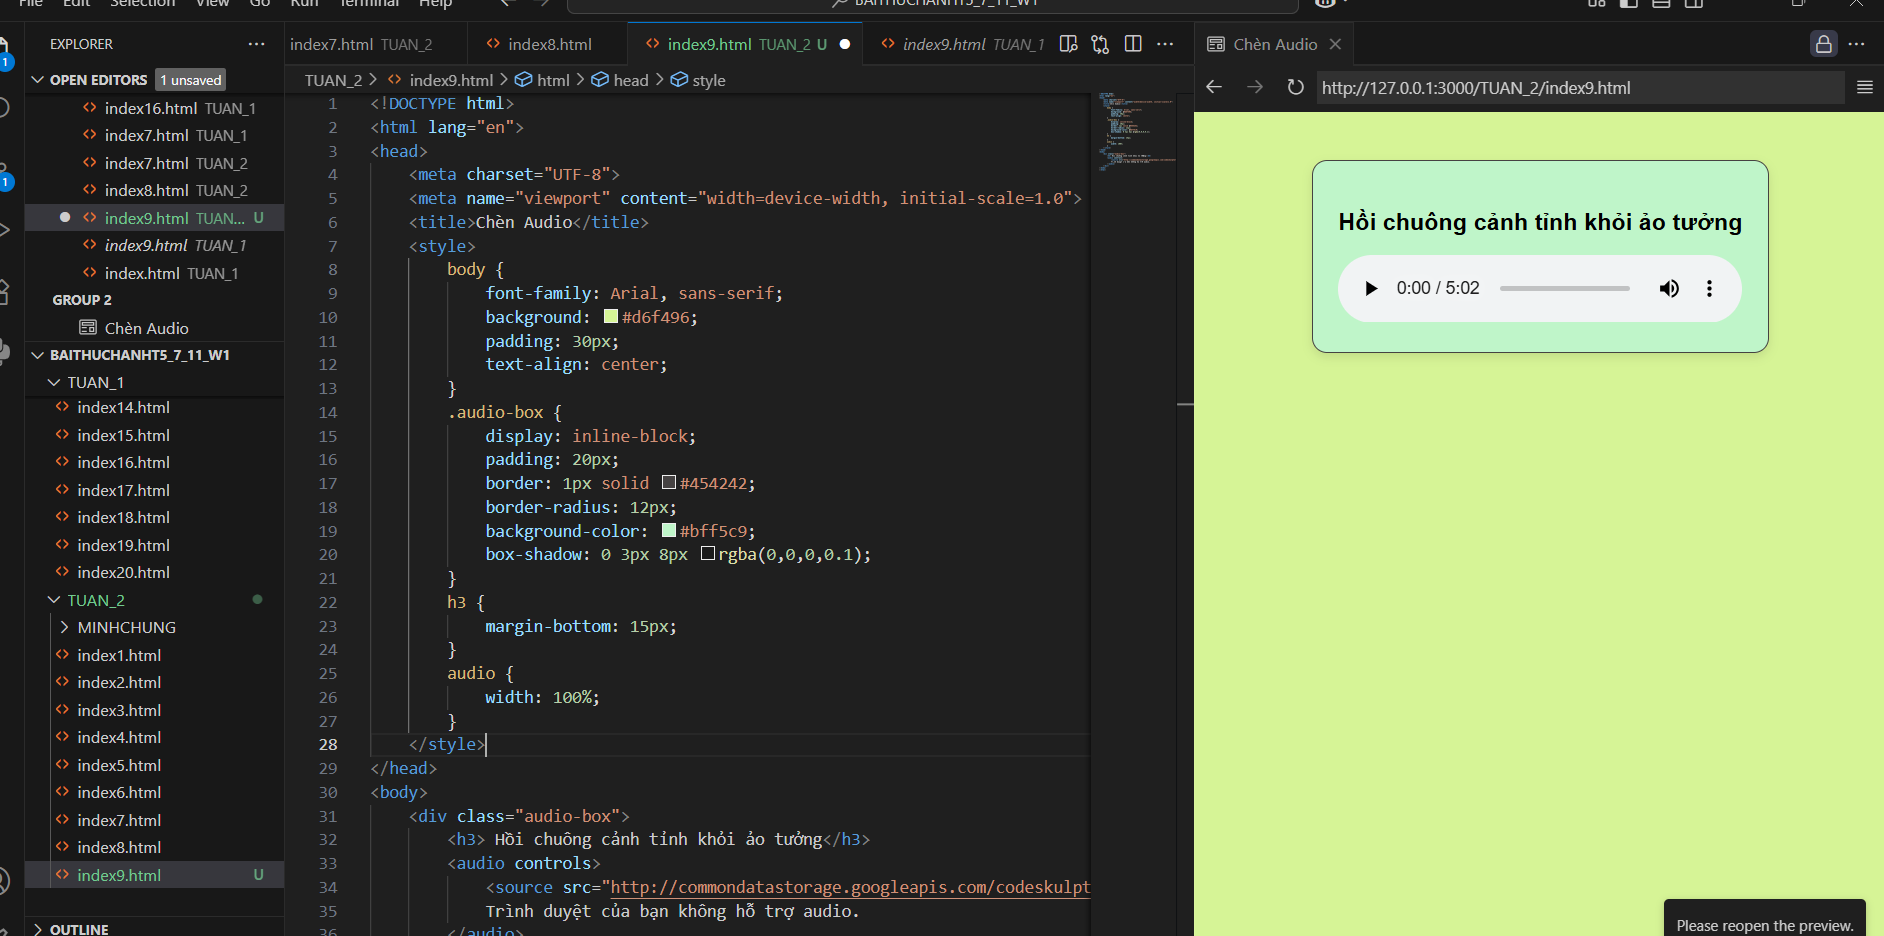 File Edit Selection View Go Run Terminal Help
BAITHUCHANHT5_7_11_W1
EXPLORER
OPEN EDITORS 1 unsaved
index16.html TUAN_1
index7.html TUAN_1
index7.html TUAN_2
index8.html TUAN_2
index9.html TUAN... U
index9.html TUAN_1
index.html TUAN_1
GROUP 2
Chèn Audio
BAITHUCHANHT5_7_11_W1
TUAN_1
index14.html
index15.html
index16.html
index17.html
index18.html
index19.html
index20.html
TUAN_2
MINHCHUNG
index1.html
index2.html
index3.html
index4.html
index5.html
index6.html
index7.html
index8.html
index9.html U
OUTLINE
1
1
index7.html TUAN_2
index8.html
index9.html TUAN_2 U
index9.html TUAN_1
TUAN_2 > index9.html > html > head > style
1 <!DOCTYPE html>
2 <html lang="en">
3 <head>
4 <meta charset="UTF-8">
5 <meta name="viewport" content="width=device-width, initial-scale=1.0">
6 <title>Chèn Audio</title>
7 <style>
8 body {
9 font-family: Arial, sans-serif;
10 background: #d6f496;
11 padding: 30px;
12 text-align: center;
13 }
14 .audio-box {
15 display: inline-block;
16 padding: 20px;
17 border: 1px solid #454242;
18 border-radius: 12px;
19 background-color: #bff5c9;
20 box-shadow: 0 3px 8px rgba(0,0,0,0.1);
21 }
22 h3 {
23 margin-bottom: 15px;
24 }
25 audio {
26 width: 100%;
27 }
28 </style>
29 </head>
30 <body>
31 <div class="audio-box">
32 <h3> Hồi chuông cảnh tỉnh khỏi ảo tưởng</h3>
33 <audio controls>
34 <source src="http://commondatastorage.googleapis.com/codeskulpt
35 Trình duyệt của bạn không hỗ trợ audio.
36 </audio>
Chèn Audio
http://127.0.0.1:3000/TUAN_2/index9.html
Hồi chuông cảnh tỉnh khỏi ảo tưởng
0:00 / 5:02
Please reopen the preview.